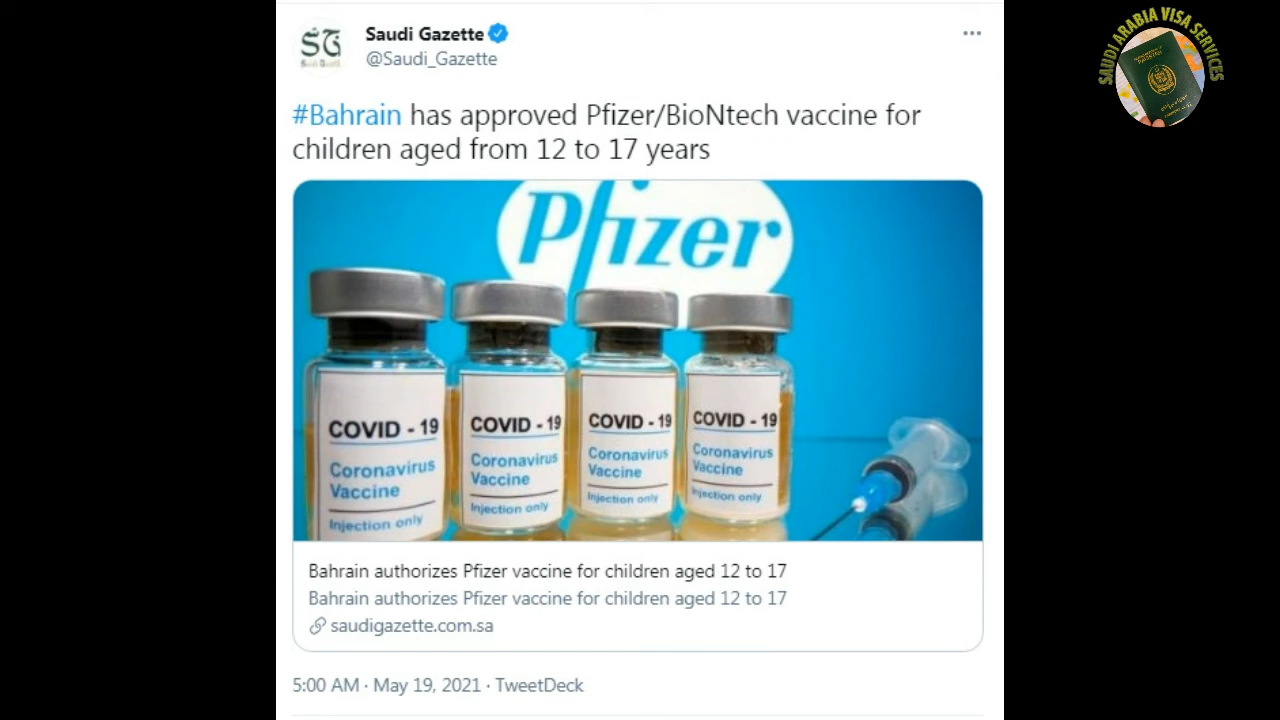 Saudi Gazette
@Saudi_Gazette
#Bahrain has approved Pfizer/BioNtech vaccine for
children aged from 12 to 17 years
Pfizer
COVID - 19
Coronavirus
Vaccine
Injection only
COVID - 19
Coronavirus
Vaccine
Injection only
COVID - 19
Coronavirus
Vaccine
Injection only
COVID - 19
Coronavirus
Vaccine
Injection only
Bahrain authorizes Pfizer vaccine for children aged 12 to 17
Bahrain authorizes Pfizer vaccine for children aged 12 to 17
saudigazette.com.sa
5:00 AM · May 19, 2021 · TweetDeck
SAUDI ARABIA VISA SERVICES